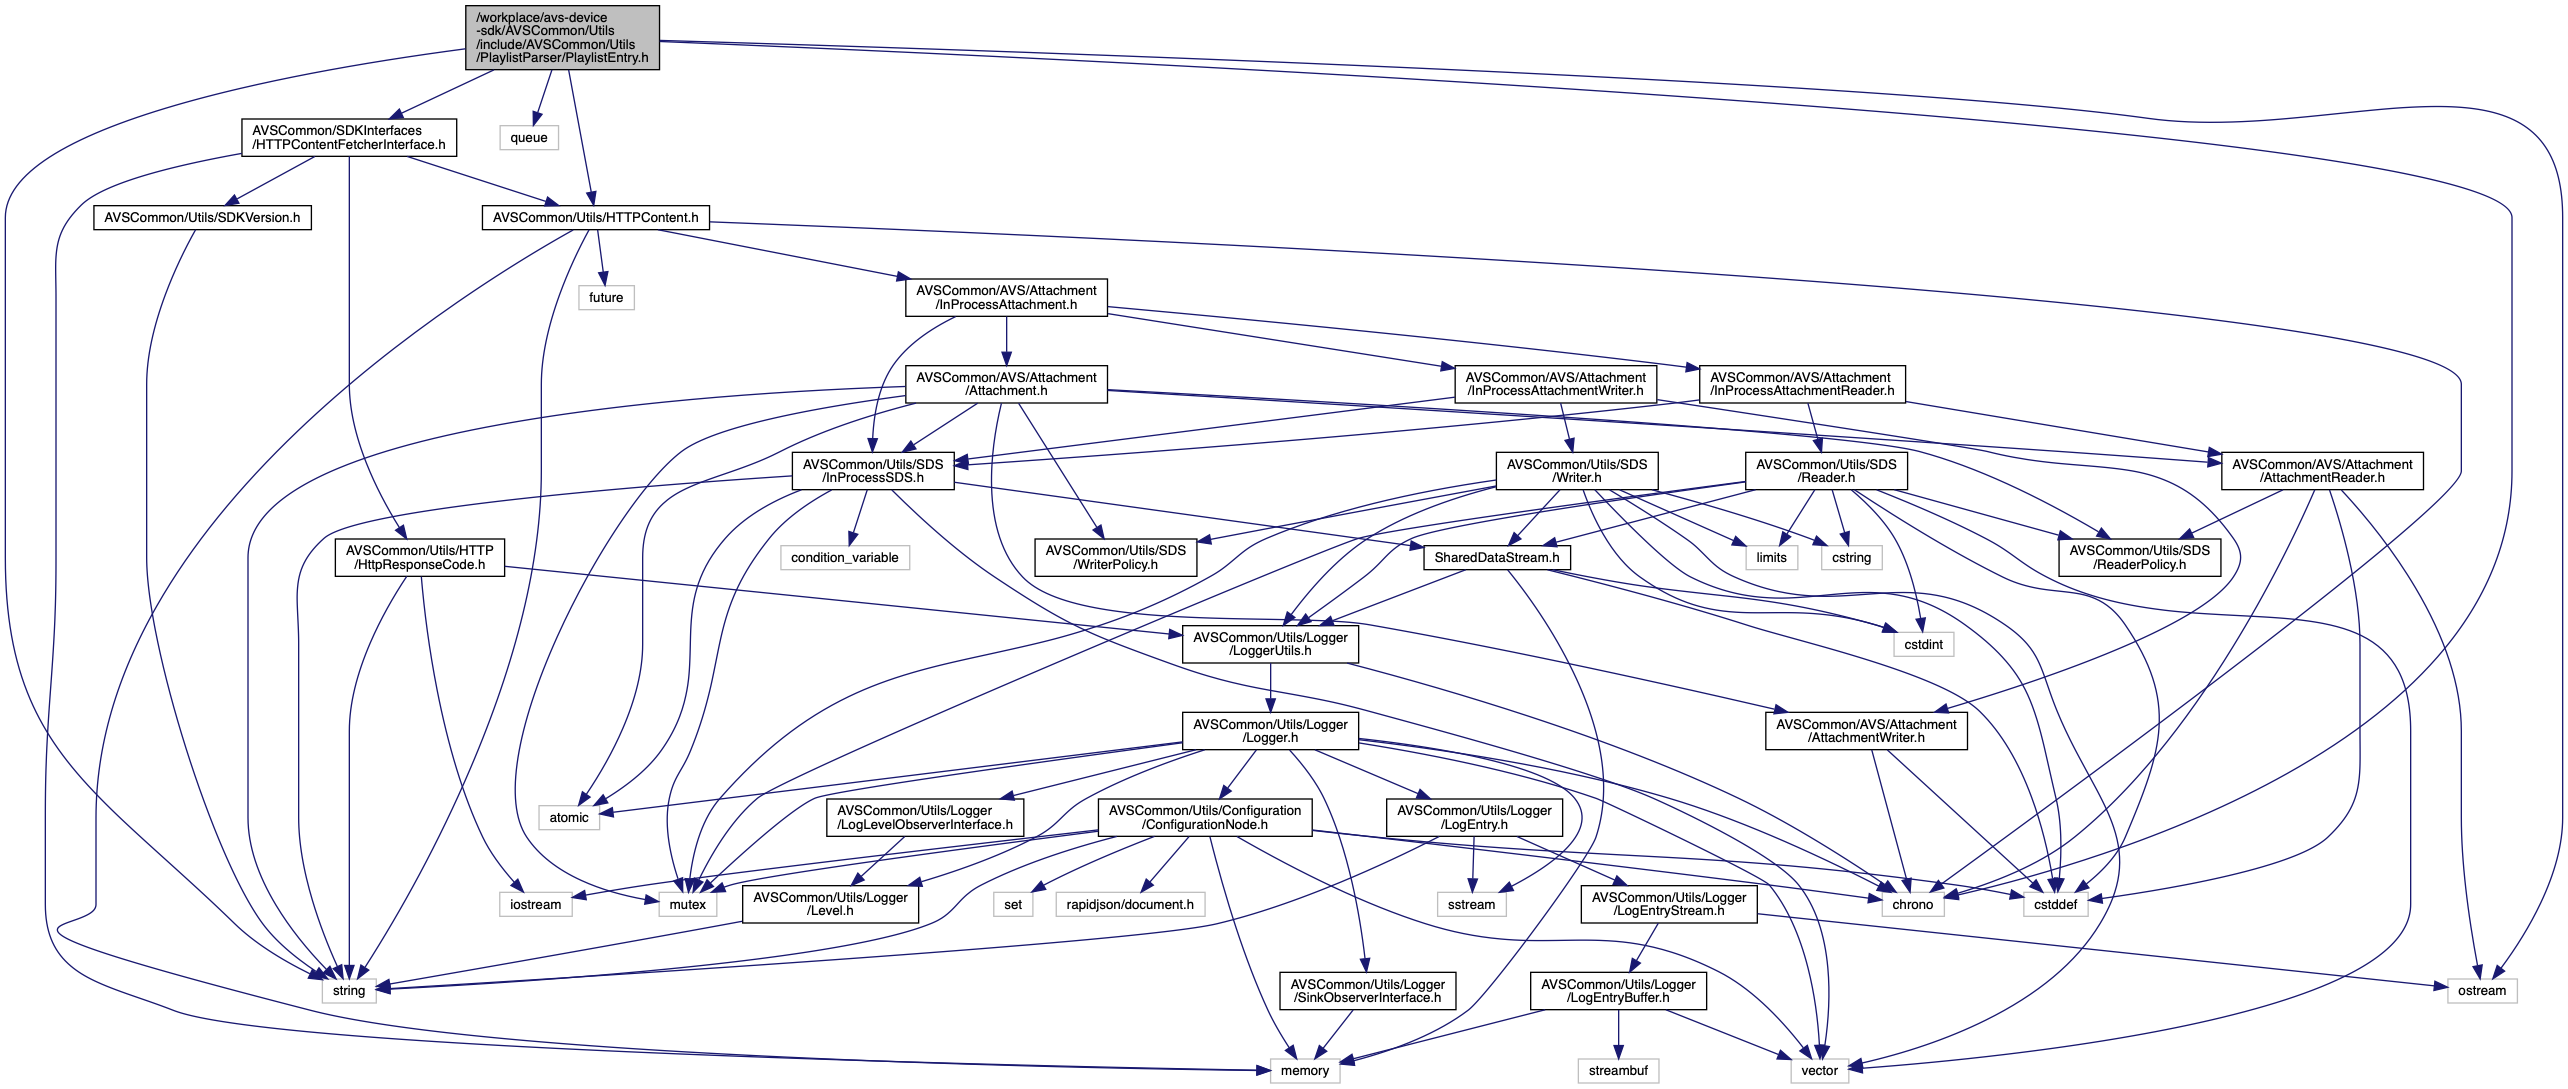 /workplace/avs-device
-sdk/AVSCommon/Utils
/include/AVSCommon/Utils
/PlaylistParser/PlaylistEntry.h
AVSCommon/SDKInterfaces
/HTTPContentFetcherInterface.h
queue
AVSCommon/Utils/SDKVersion.h
AVSCommon/Utils/HTTPContent.h
future
AVSCommon/AVS/Attachment
/InProcessAttachment.h
AVSCommon/AVS/Attachment
/Attachment.h
AVSCommon/AVS/Attachment
/InProcessAttachmentWriter.h
AVSCommon/AVS/Attachment
/InProcessAttachmentReader.h
AVSCommon/Utils/SDS
/InProcessSDS.h
AVSCommon/Utils/SDS
/Writer.h
AVSCommon/Utils/SDS
/Reader.h
AVSCommon/AVS/Attachment
/AttachmentReader.h
AVSCommon/Utils/HTTP
/HttpResponseCode.h
condition_variable
AVSCommon/Utils/SDS
/WriterPolicy.h
SharedDataStream.h
limits
cstring
AVSCommon/Utils/SDS
/ReaderPolicy.h
AVSCommon/Utils/Logger
/LoggerUtils.h
cstdint
AVSCommon/Utils/Logger
/Logger.h
AVSCommon/AVS/Attachment
/AttachmentWriter.h
atomic
AVSCommon/Utils/Logger
/LogLevelObserverInterface.h
AVSCommon/Utils/Configuration
/ConfigurationNode.h
AVSCommon/Utils/Logger
/LogEntry.h
iostream
mutex
AVSCommon/Utils/Logger
/Level.h
set
rapidjson/document.h
sstream
AVSCommon/Utils/Logger
/LogEntryStream.h
chrono
cstddef
string
AVSCommon/Utils/Logger
/SinkObserverInterface.h
AVSCommon/Utils/Logger
/LogEntryBuffer.h
ostream
memory
streambuf
vector